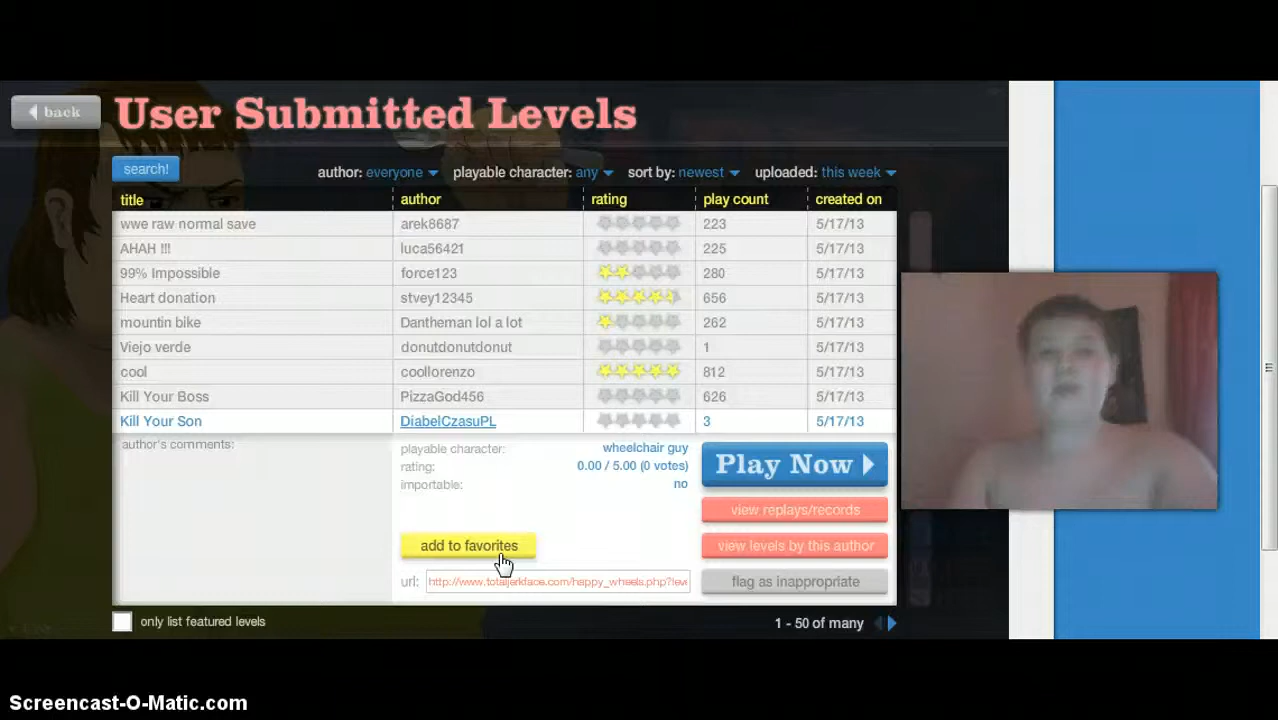 back
User Submitted Levels
search!
author: everyone playable character: any sort by: newest uploaded: this week
title author rating play count created on
wwe raw normal save arek8687 223 5/17/13
AHAH !!! luca56421 225 5/17/13
99% Impossible force123 280 5/17/13
Heart donation stvey12345 656 5/17/13
mountin bike Dantheman lol a lot 262 5/17/13
Viejo verde donutdonutdonut 1 5/17/13
cool coollorenzo 812 5/17/13
Kill Your Boss PizzaGod456 626 5/17/13
Kill Your Son DiabelCzasuPL 3 5/17/13
author's comments:
playable character: wheelchair guy
rating: 0.00 / 5.00 (0 votes)
importable: no
Play Now
view replays/records
add to favorites
view levels by this author
url: http://www.totaljerkface.com/happy_wheels.php?leve
flag as inappropriate
only list featured levels
1 - 50 of many
Screencast-O-Matic.com